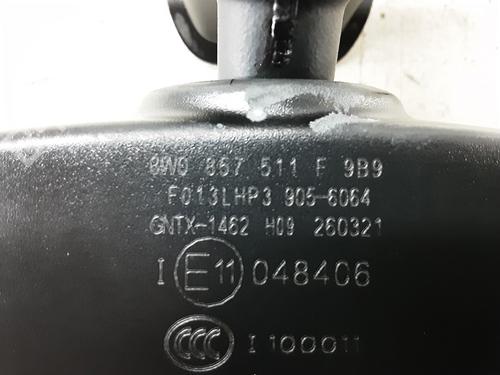 8W0 857 511 F 9B9
F013LHP3 905-6064
GNTX-1462 H09 260321
I E11 048406
CCC I 100011